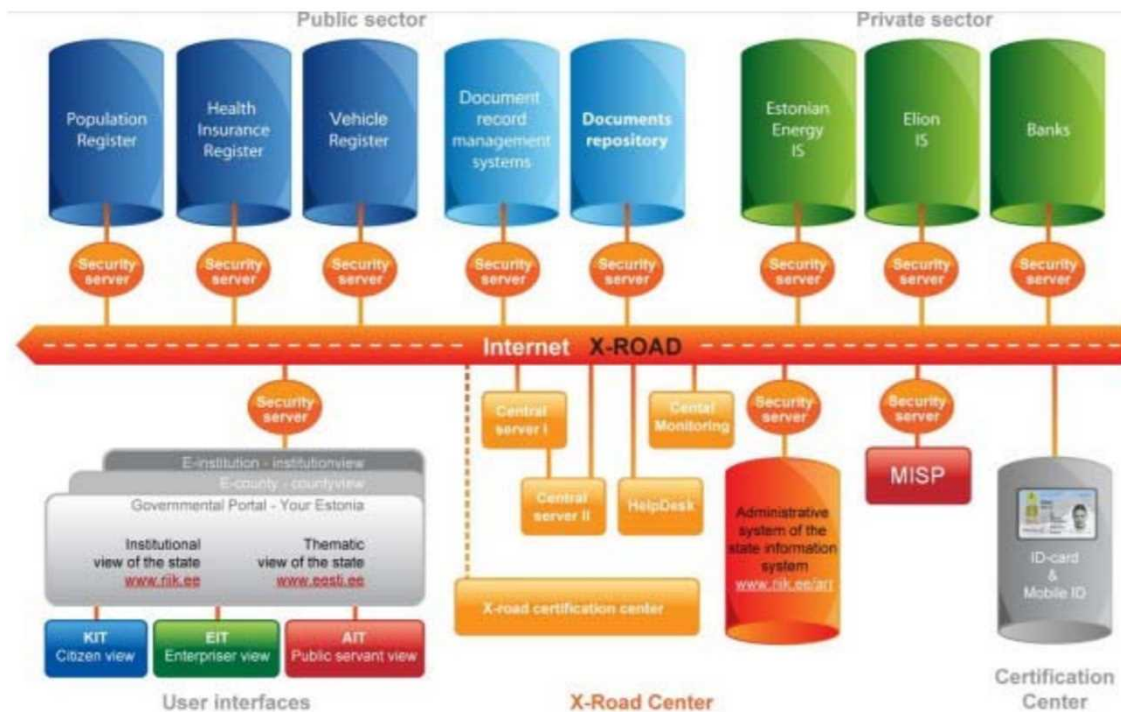 Public sector
Private sector
Population
Register
Health
Insurance
Register
Vehicle
Register
Document
record
management
systems
Documents
repository
Estonian
Energy
IS
Elion
IS
Banks
Security
server
Security
server
Security
server
Security
server
Security
server
Security
server
Security
server
Security
server
Internet X-ROAD
Security
server
Central
server I
Cental
Monitoring
Security
server
Security
server
E-institution - institutionview
E-county - countyview
Governmental Portal - Your Estonia
Institutional
view of the state
www.riik.ee
Thematic
view of the state
www.eesti.ee
Central
server II
HelpDesk
MISP
Administrative
system of the
state information
system
www.riik.ee/arr
ID-card
&
Mobile ID
X-road certification center
KIT
Citizen view
EIT
Enterpriser view
AIT
Public servant view
User interfaces
X-Road Center
Certification
Center